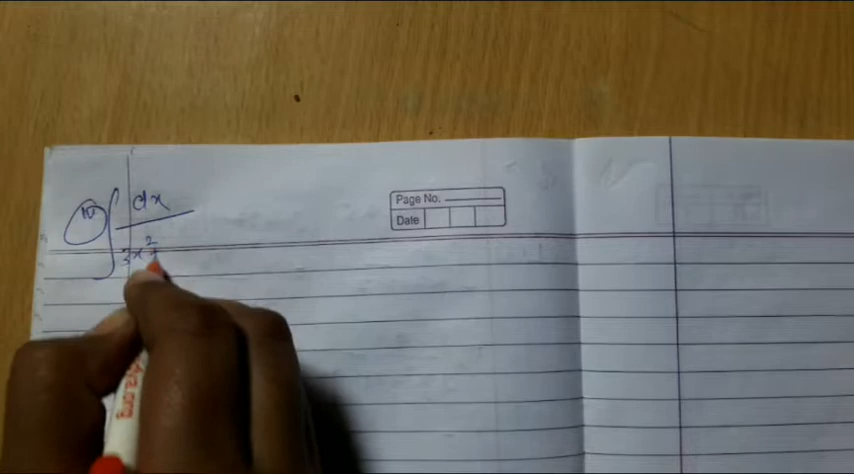 10 ∫ dx
3x²
Page No.
Date